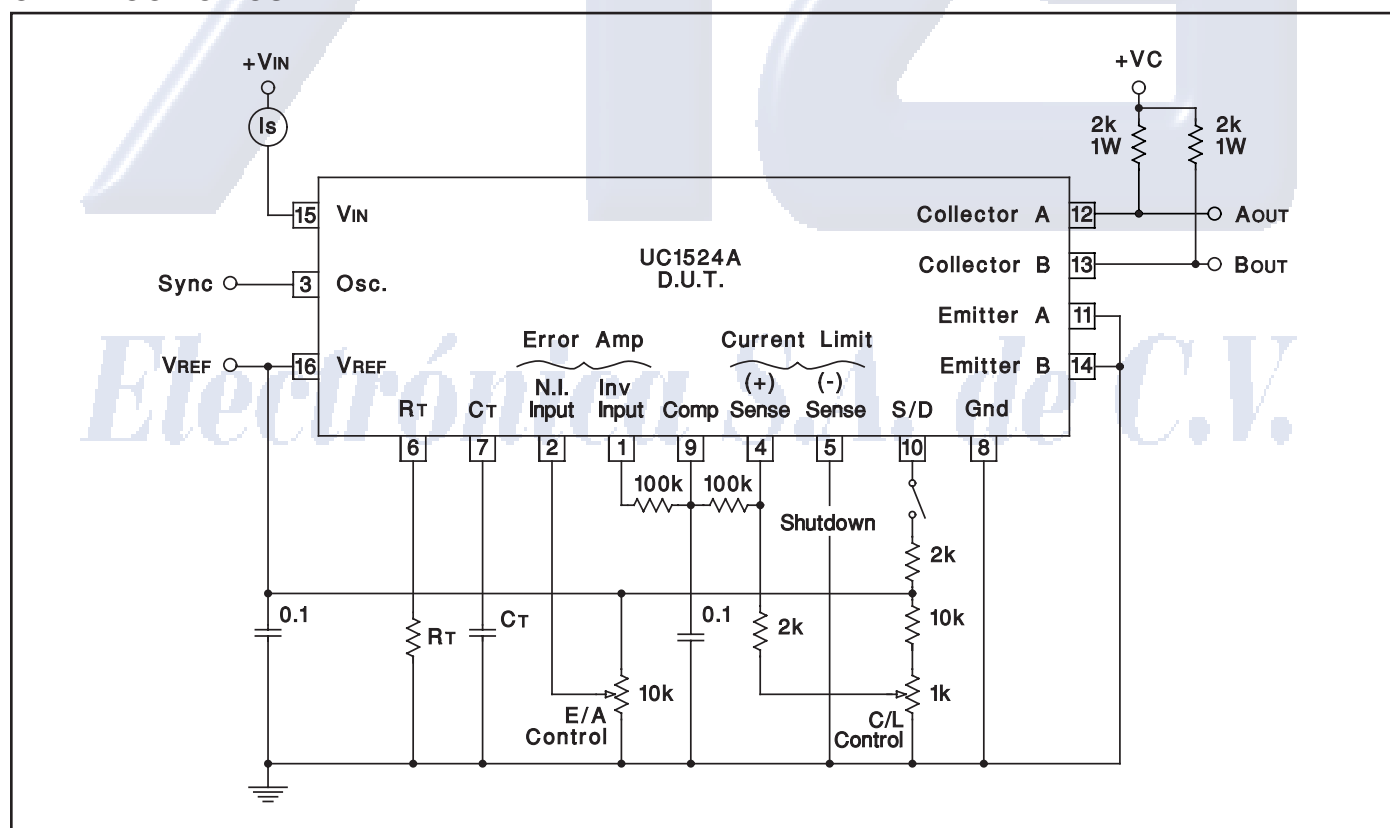 +VIN
Is
+VC
2k
1W
2k
1W
15 VIN
Collector A 12
AOUT
UC1524A
D.U.T.
Sync
3 Osc.
Collector B 13
BOUT
Emitter A 11
Error Amp
Current Limit
VREF
16 VREF
Emitter B 14
RT
CT
N.I.
Input
Inv
Input
Comp
(+)
Sense
(-)
Sense
S/D
Gnd
6
7
2
1
9
4
5
10
8
100k
100k
Shutdown
2k
0.1
RT
CT
10k
E/A
Control
0.1
2k
10k
1k
C/L
Control
Electrónica S.A. de C.V.